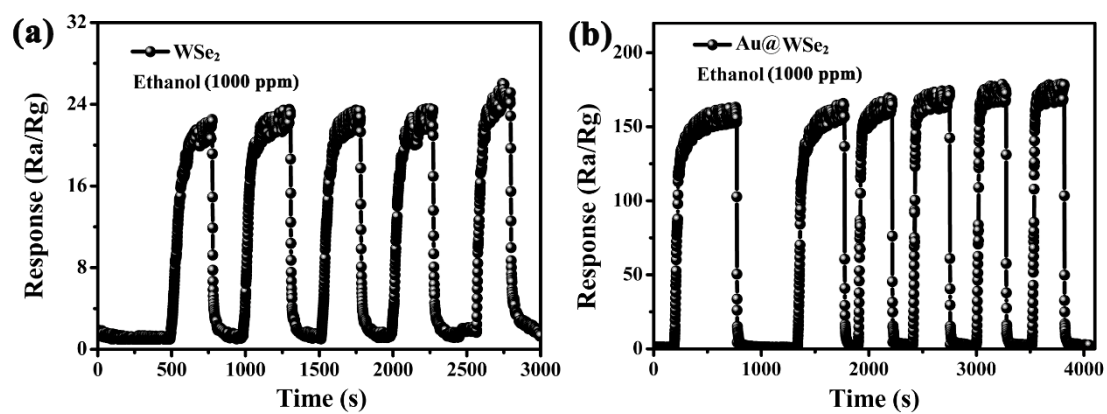 (a)
WSe₂
Ethanol (1000 ppm)
Response (Ra/Rg)
32
24
16
8
0
0 500 1000 1500 2000 2500 3000
Time (s)
(b)
Au@WSe₂
Ethanol (1000 ppm)
Response (Ra/Rg)
200
150
100
50
0
0 1000 2000 3000 4000
Time (s)